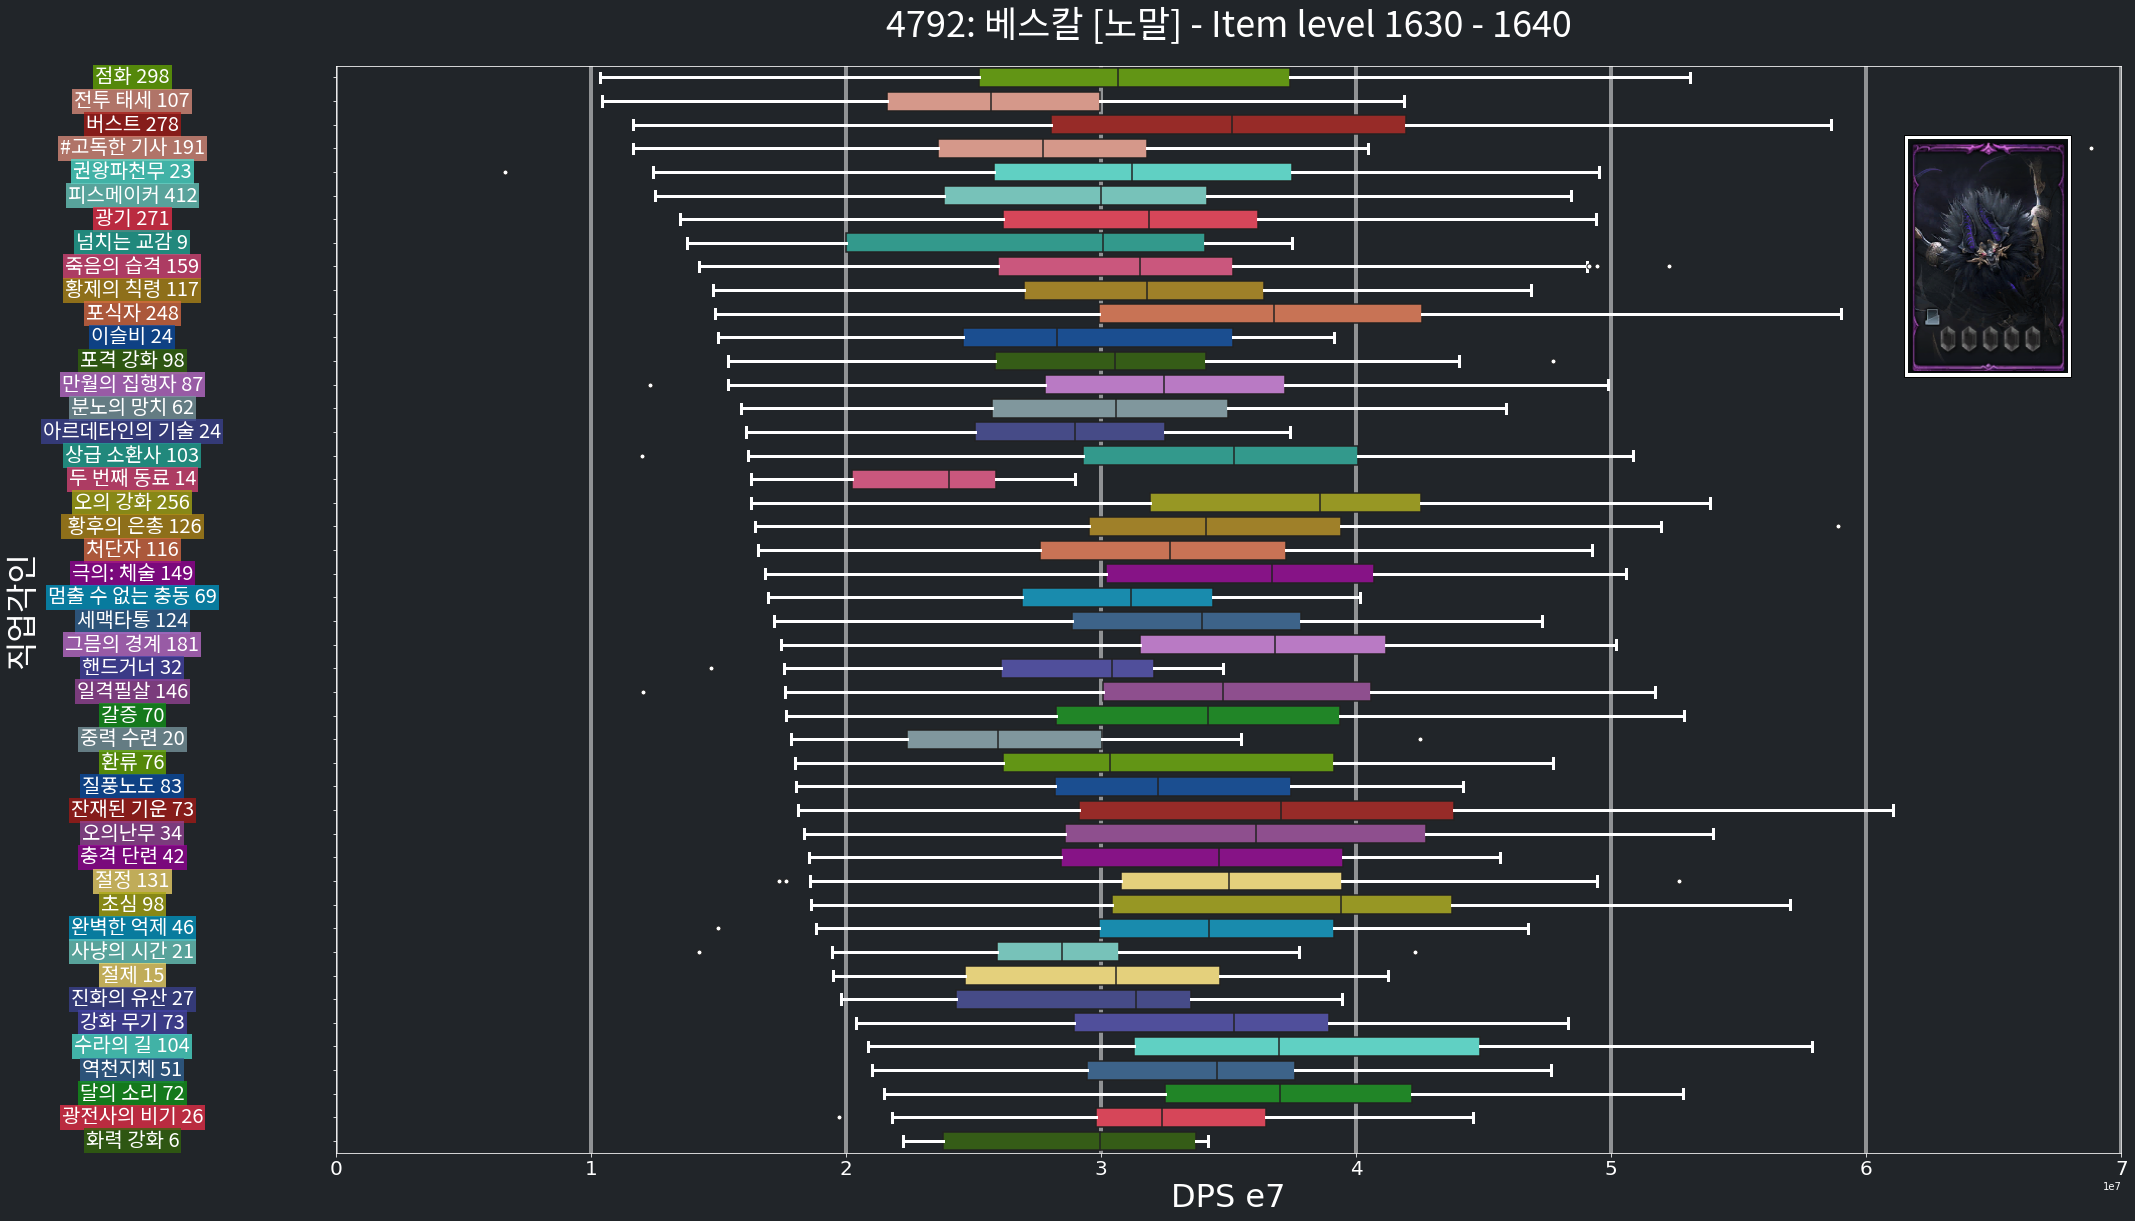 4792: 베스칼 [노말] - Item level 1630 - 1640
점화 298
전투 태세 107
버스트 278
#고독한 기사 191
권왕파천무 23
피스메이커 412
광기 271
넘치는 교감 9
죽음의 습격 159
황제의 칙령 117
포식자 248
이슬비 24
포격 강화 98
만월의 집행자 87
분노의 망치 62
아르데타인의 기술 24
상급 소환사 103
두 번째 동료 14
오의 강화 256
황후의 은총 126
처단자 116
극의: 체술 149
멈출 수 없는 충동 69
세맥타통 124
그믐의 경계 181
핸드거너 32
일격필살 146
갈증 70
중력 수련 20
환류 76
질풍노도 83
잔재된 기운 73
오의난무 34
충격 단련 42
절정 131
초심 98
완벽한 억제 46
사냥의 시간 21
절제 15
진화의 유산 27
강화 무기 73
수라의 길 104
역천지체 51
달의 소리 72
광전사의 비기 26
화력 강화 6
직업각인
0 1 2 3 4 5 6 7
1e7
DPS e7